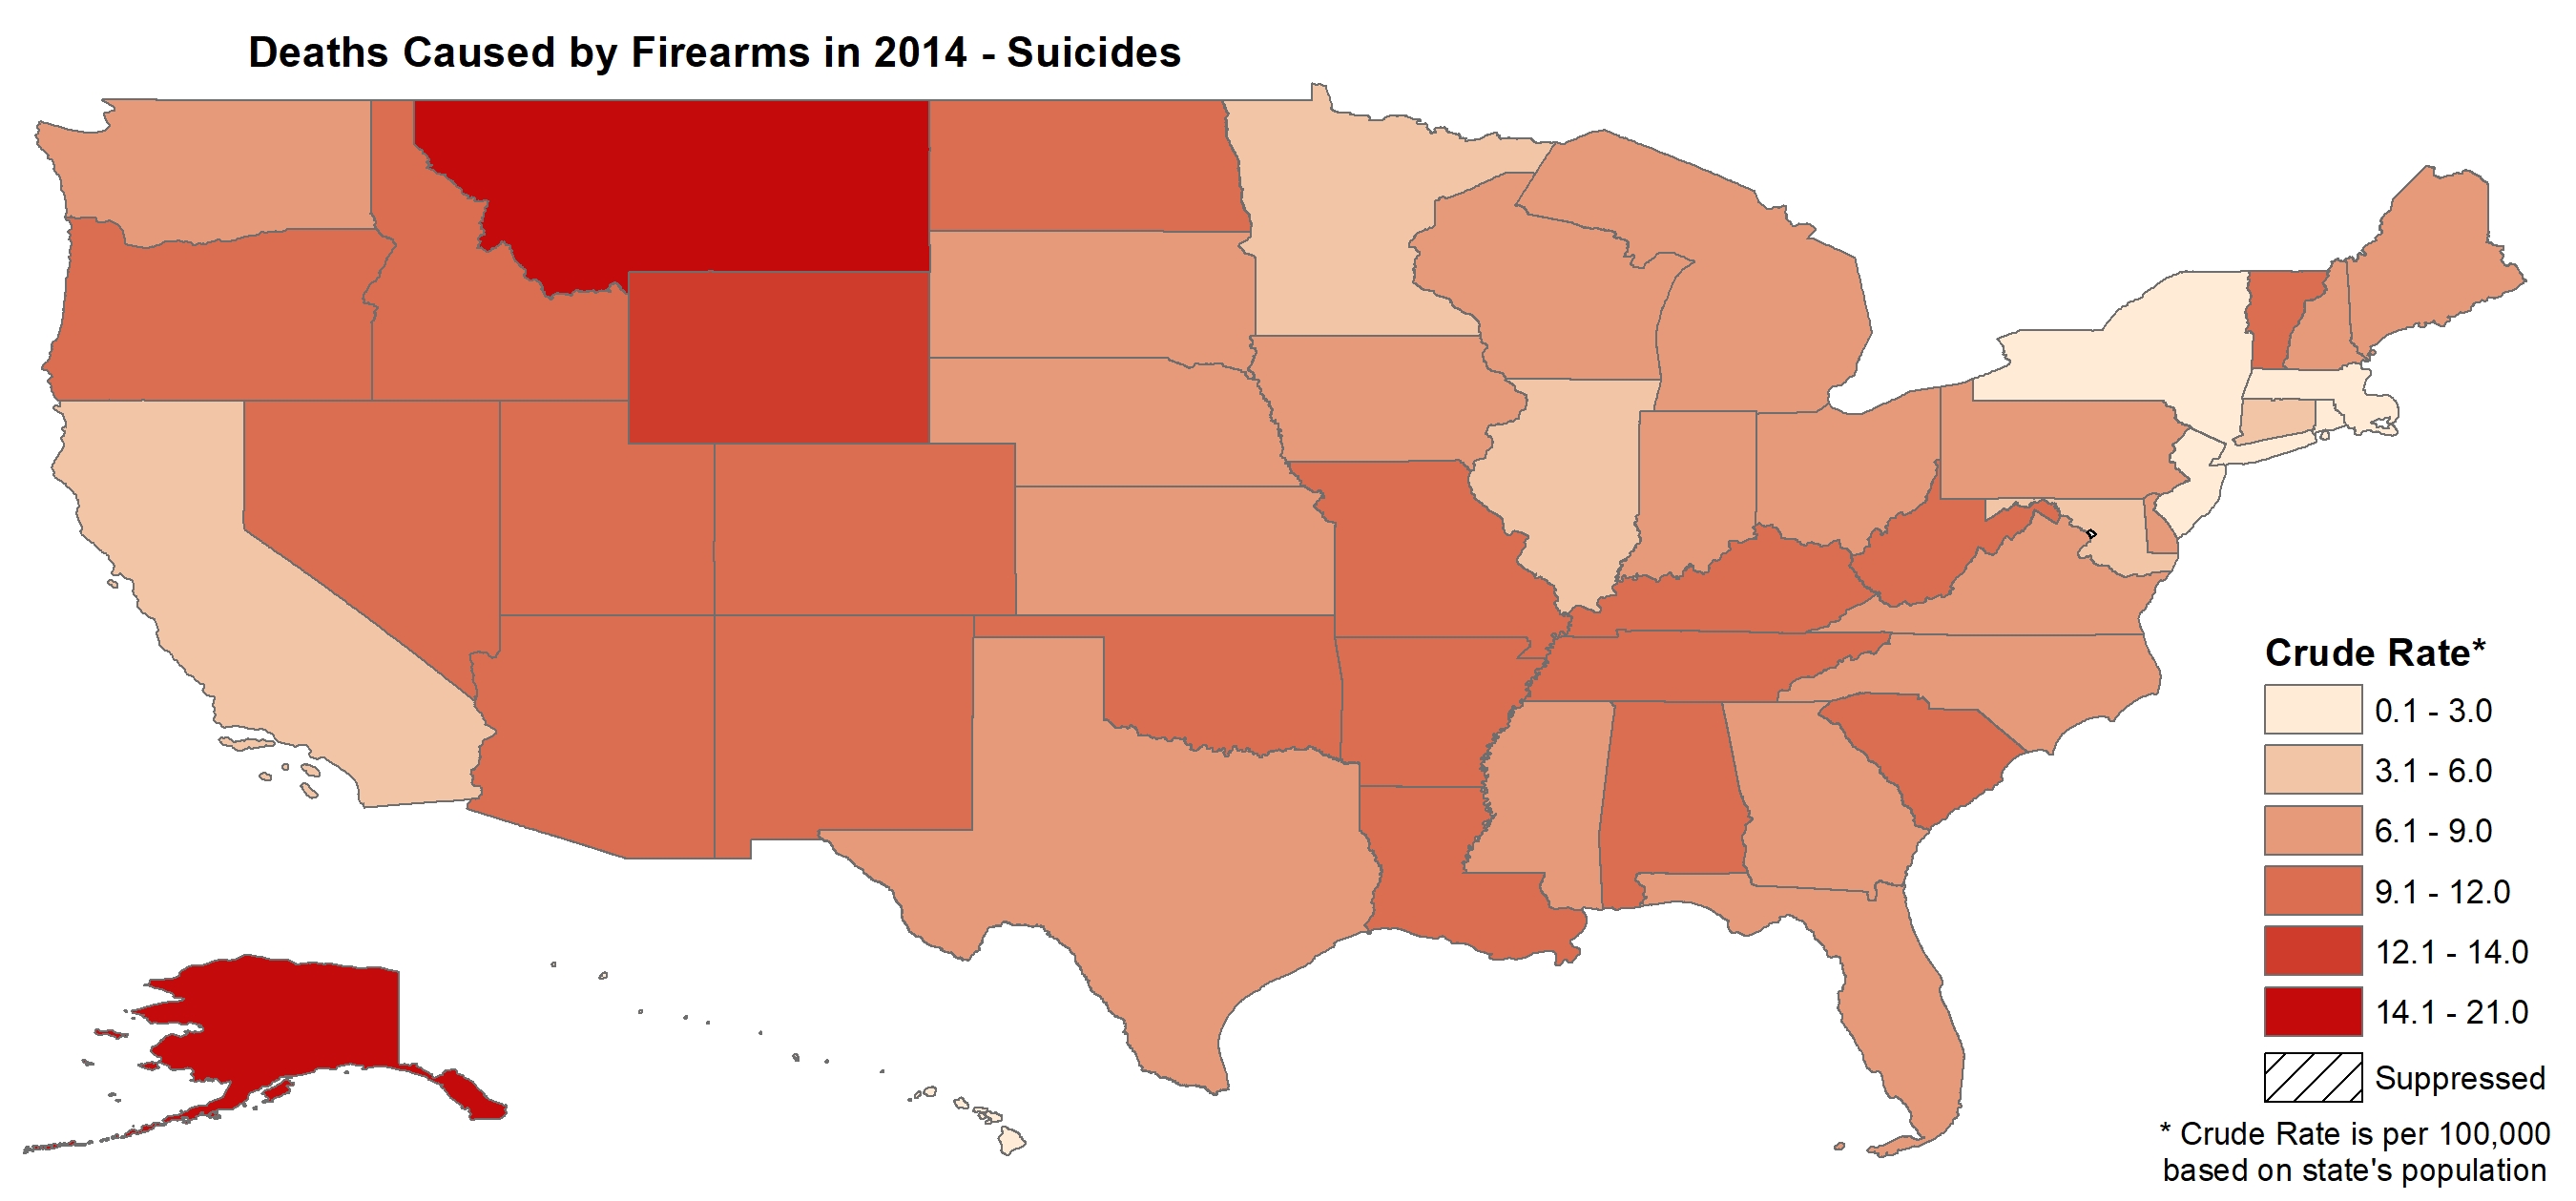 Deaths Caused by Firearms in 2014 - Suicides
Crude Rate*
0.1 - 3.0
3.1 - 6.0
6.1 - 9.0
9.1 - 12.0
12.1 - 14.0
14.1 - 21.0
Suppressed
* Crude Rate is per 100,000
based on state's population